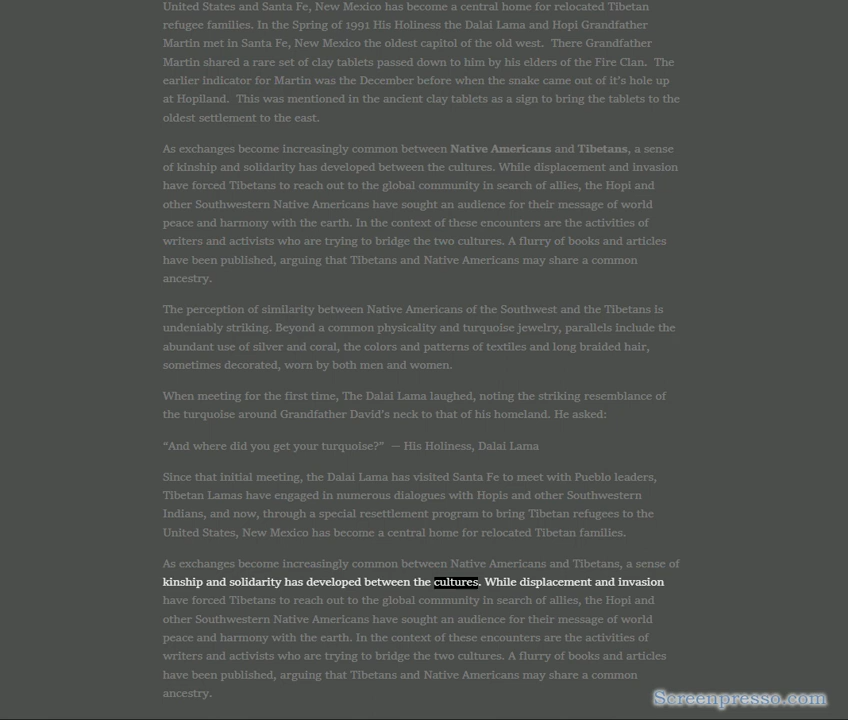 United States and Santa Fe, New Mexico has become a central home for relocated Tibetan
refugee families. In the Spring of 1991 His Holiness the Dalai Lama and Hopi Grandfather
Martin met in Santa Fe, New Mexico the oldest capitol of the old west.  There Grandfather
Martin shared a rare set of clay tablets passed down to him by his elders of the Fire Clan.  The
earlier indicator for Martin was the December before when the snake came out of it's hole up
at Hopiland.  This was mentioned in the ancient clay tablets as a sign to bring the tablets to the
oldest settlement to the east.
As exchanges become increasingly common between Native Americans and Tibetans, a sense
of kinship and solidarity has developed between the cultures. While displacement and invasion
have forced Tibetans to reach out to the global community in search of allies, the Hopi and
other Southwestern Native Americans have sought an audience for their message of world
peace and harmony with the earth. In the context of these encounters are the activities of
writers and activists who are trying to bridge the two cultures. A flurry of books and articles
have been published, arguing that Tibetans and Native Americans may share a common
ancestry.
The perception of similarity between Native Americans of the Southwest and the Tibetans is
undeniably striking. Beyond a common physicality and turquoise jewelry, parallels include the
abundant use of silver and coral, the colors and patterns of textiles and long braided hair,
sometimes decorated, worn by both men and women.
When meeting for the first time, The Dalai Lama laughed, noting the striking resemblance of
the turquoise around Grandfather David's neck to that of his homeland. He asked:
“And where did you get your turquoise?”  — His Holiness, Dalai Lama
Since that initial meeting, the Dalai Lama has visited Santa Fe to meet with Pueblo leaders,
Tibetan Lamas have engaged in numerous dialogues with Hopis and other Southwestern
Indians, and now, through a special resettlement program to bring Tibetan refugees to the
United States, New Mexico has become a central home for relocated Tibetan families.
As exchanges become increasingly common between Native Americans and Tibetans, a sense of
kinship and solidarity has developed between the cultures. While displacement and invasion
have forced Tibetans to reach out to the global community in search of allies, the Hopi and
other Southwestern Native Americans have sought an audience for their message of world
peace and harmony with the earth. In the context of these encounters are the activities of
writers and activists who are trying to bridge the two cultures. A flurry of books and articles
have been published, arguing that Tibetans and Native Americans may share a common
ancestry.
Screenpresso.com